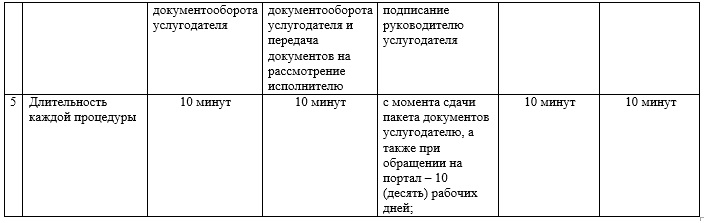 документооборота услугодателя
документооборота услугодателя и передача документов на рассмотрение исполнителю
подписание руководителю услугодателя
5
Длительность каждой процедуры
10 минут
10 минут
с момента сдачи пакета документов услугодателю, а также при обращении на портал – 10 (десять) рабочих дней;
10 минут
10 минут